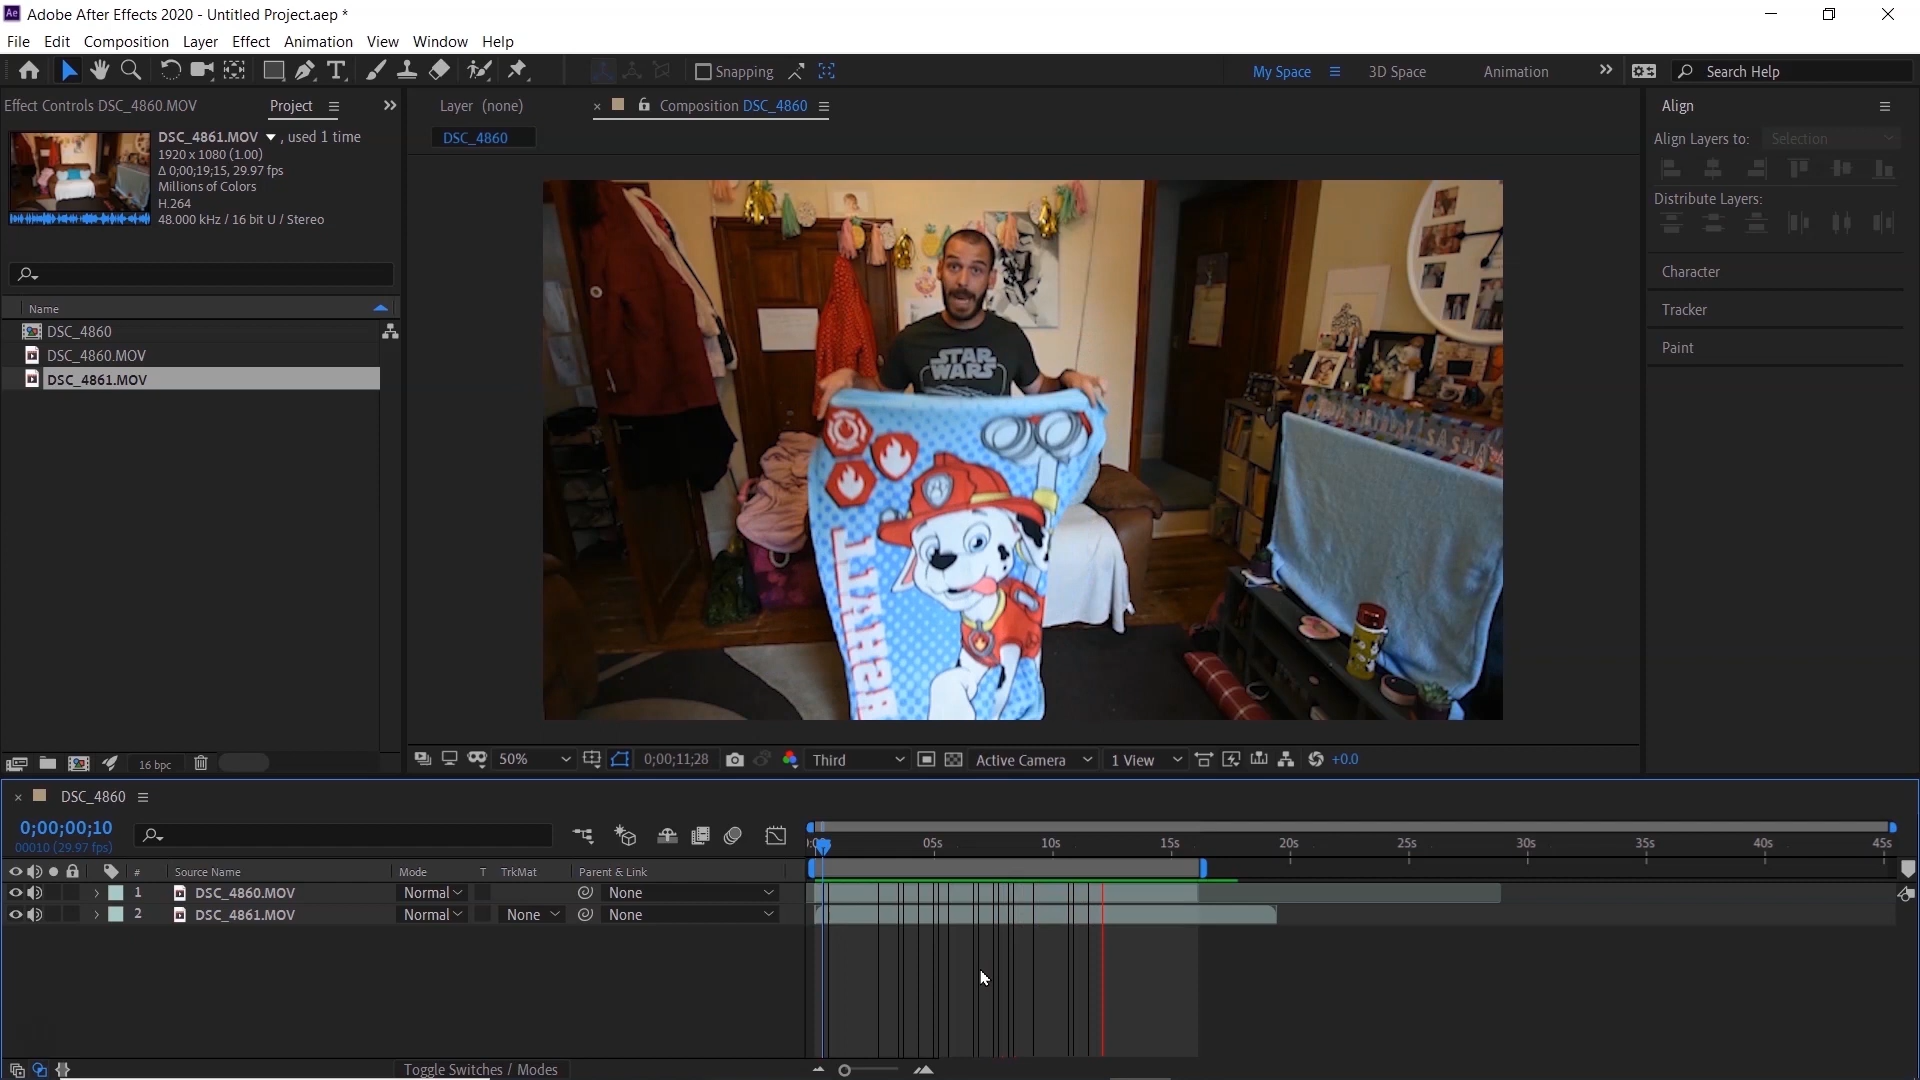 Ae Adobe After Effects 2020 - Untitled Project.aep *
File Edit Composition Layer Effect Animation View Window Help
Snapping My Space 3D Space Animation Search Help
Effect Controls DSC_4860.MOV Project Layer (none) Composition DSC_4860 Align
DSC_4860
DSC_4861.MOV , used 1 time
1920 x 1080 (1.00)
Δ 0;00;19;15, 29.97 fps
Millions of Colors
H.264
48.000 kHz / 16 bit U / Stereo
Align Layers to: Selection
Distribute Layers:
Character
Tracker
Paint
Name
DSC_4860
DSC_4860.MOV
DSC_4861.MOV
STAR
WARS
16 bpc
50% 0;00;11;28 Third Active Camera 1 View +0.0
DSC_4860
0;00;00;10
00010 (29.97 fps)
05s 10s 15s 20s 25s 30s 35s 40s 45s
# Source Name Mode T TrkMat Parent & Link
1 DSC_4860.MOV Normal None
2 DSC_4861.MOV Normal None None
Toggle Switches / Modes